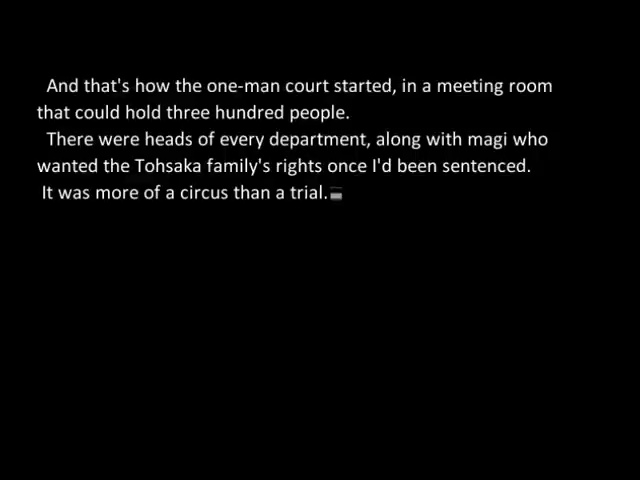 And that's how the one-man court started, in a meeting room
that could hold three hundred people.
There were heads of every department, along with magi who
wanted the Tohsaka family's rights once I'd been sentenced.
It was more of a circus than a trial.